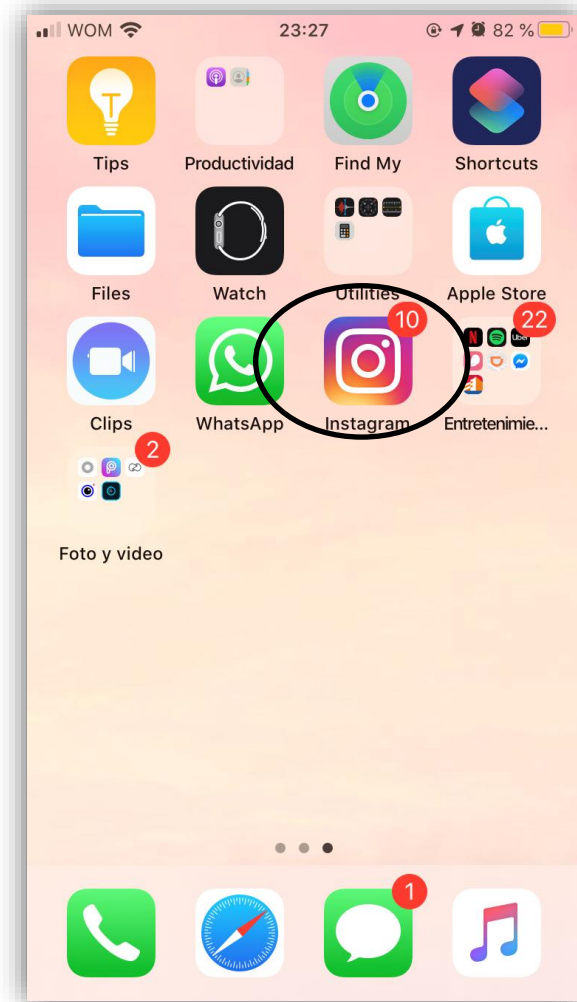 WOM 23:27 82 %
Tips Productividad Find My Shortcuts
Files Watch Utilities Apple Store
10 22
Uber
Clips WhatsApp Instagram Entretenimie...
2
Foto y video
1